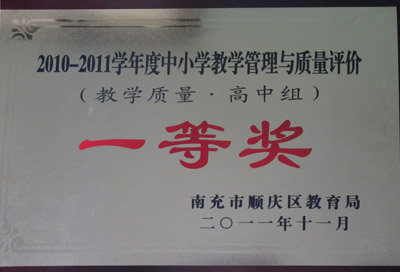 2010-2011学年度中小学教学管理与质量评价
(教学质量·高中组)
一等奖
南充市顺庆区教育局
二〇一一年十一月